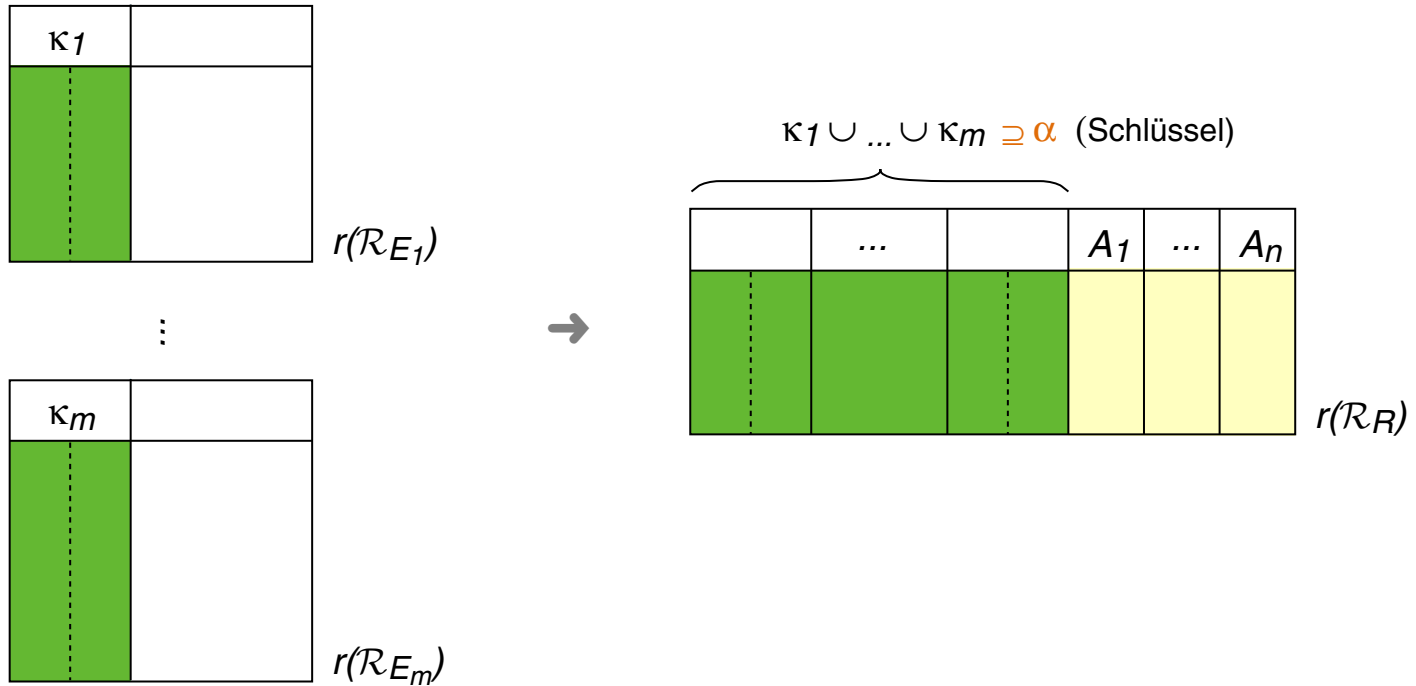 κ1
r(ℛE1)
⋮
κm
r(ℛEm)
➔
κ1 ∪ ... ∪ κm ⊇ α (Schlüssel)
... A1 ... An
r(ℛR)